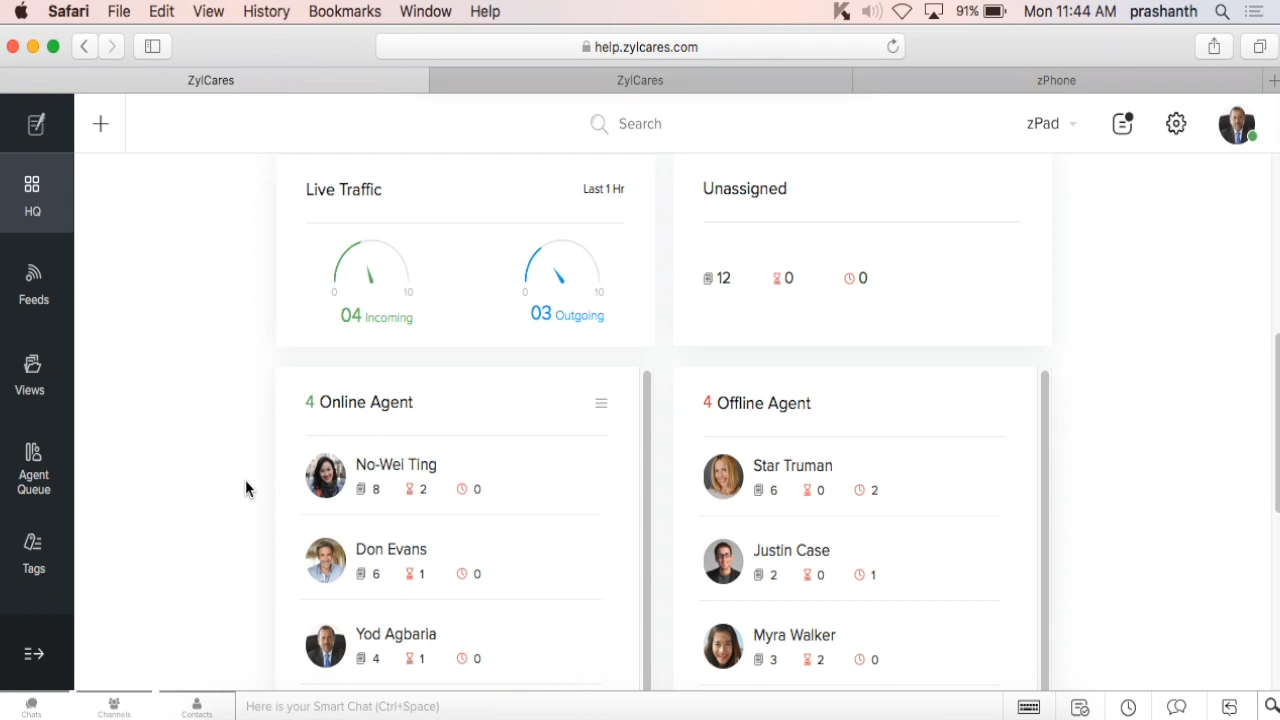 Safari File Edit View History Bookmarks Window Help 91% Mon 11:44 AM prashanth
help.zylcares.com
ZylCares ZylCares zPhone
Search zPad
HQ
Feeds
Views
Agent
Queue
Tags
Live Traffic Last 1 Hr
0 10 0 10
04 Incoming 03 Outgoing
Unassigned
12 0 0
4 Online Agent
No-Wei Ting
8 2 0
Don Evans
6 1 0
Yod Agbaria
4 1 0
4 Offline Agent
Star Truman
6 0 2
Justin Case
2 0 1
Myra Walker
3 2 0
Chats Channels Contacts Here is your Smart Chat (Ctrl+Space)